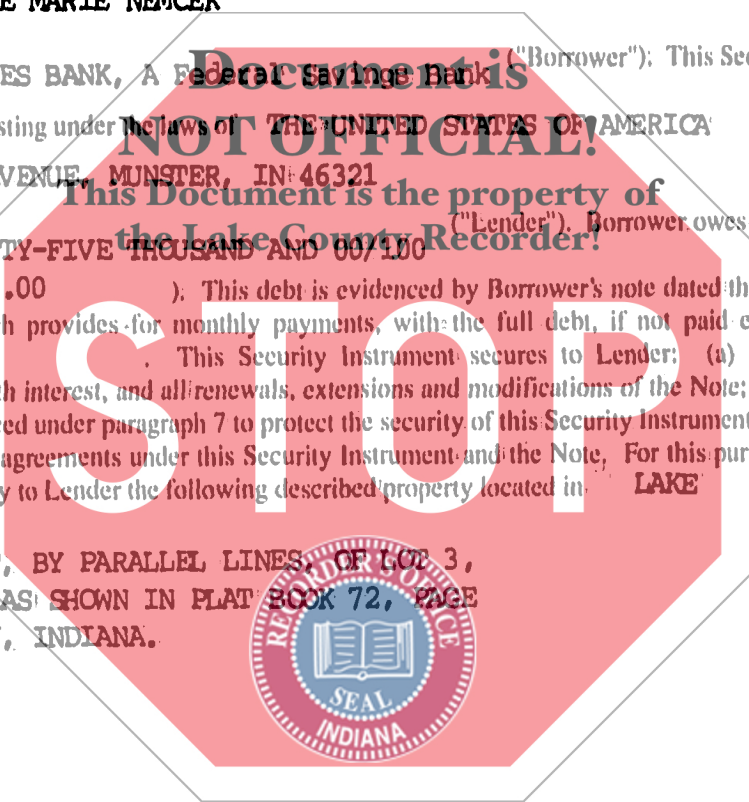 E MARIE NEMCEK
Document is
ES BANK, A Federal Savings Bank ("Borrower"). This Sec
sting under the laws of THE UNITED STATES OF AMERICA
NOT OFFICIAL!
VENUE, MUNSTER, IN 46321
This Document is the property of
the Lake County Recorder!
("Lender"). Borrower owes
TY-FIVE THOUSAND AND 00/100
.00 ). This debt is evidenced by Borrower's note dated th
h provides for monthly payments, with the full debt, if not paid e
. This Security Instrument secures to Lender: (a)
th interest, and all renewals, extensions and modifications of the Note;
ced under paragraph 7 to protect the security of this Security Instrument
agreements under this Security Instrument and the Note. For this pur
y to Lender the following described property located in LAKE
STOP
, BY PARALLEL LINES, OF LOT 3,
AS SHOWN IN PLAT BOOK 72, PAGE
, INDIANA.
RECORDER'S OFFICE
SEAL
INDIANA